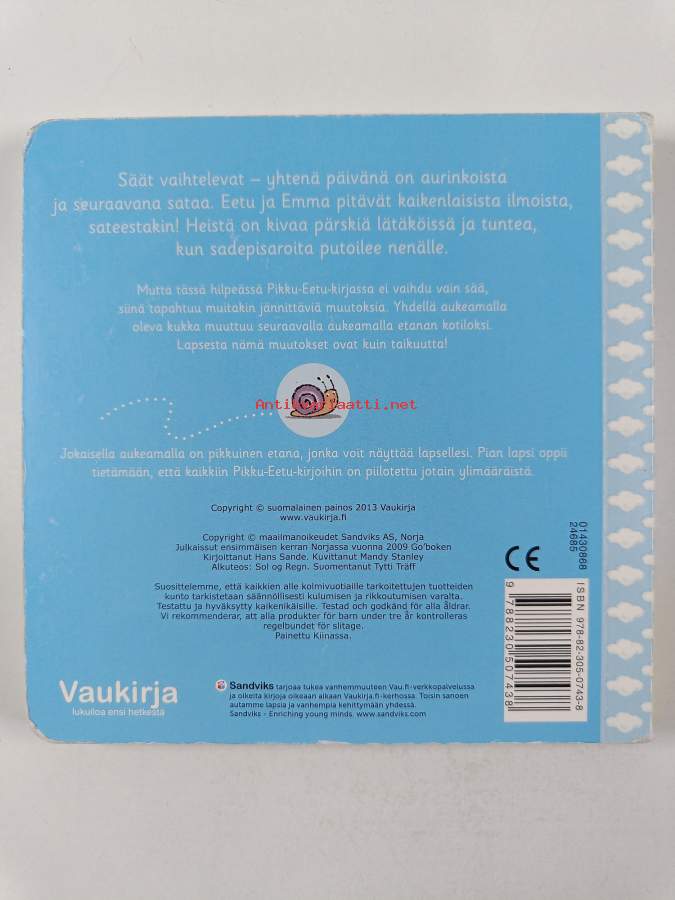 Säät vaihtelevat – yhtenä päivänä on aurinkoista
ja seuraavana sataa. Eetu ja Emma pitävät kaikenlaisista ilmoista,
sateestakin! Heistä on kivaa pärskiä lätäköissä ja tuntea,
kun sadepisaroita putoilee nenälle.
Mutta tässä hilpeässä Pikku-Eetu-kirjassa ei vaihdu vain sää,
siinä tapahtuu muitakin jännittäviä muutoksia. Yhdellä aukeamalla
oleva kukka muuttuu seuraavalla aukeamalla etanan kotiloksi.
Lapsesta nämä muutokset ovat kuin taikuutta!
Antikvariaatti.net
Jokaisella aukeamalla on pikkuinen etana, jonka voit näyttää lapsellesi. Pian lapsi oppii
tietämään, että kaikkiin Pikku-Eetu-kirjoihin on piilotettu jotain ylimääräistä.
Copyright © suomalainen painos 2013 Vaukirja
www.vaukirja.fi
Copyright © maailmanoikeudet Sandviks AS, Norja
Julkaissut ensimmäisen kerran Norjassa vuonna 2009 Go'boken
Kirjoittanut Hans Sande. Kuvittanut Mandy Stanley
Alkuteos: Sol og Regn. Suomentanut Tytti Träff
Suosittelemme, että kaikkien alle kolmivuotiaille tarkoitettujen tuotteiden
kunto tarkistetaan säännöllisesti kulumisen ja rikkoutumisen varalta.
Testattu ja hyväksytty kaikenikäisille. Testad och godkänd för alla åldrar.
Vi rekommenderar, att alla produkter för barn under tre år kontrolleras
regelbundet för slitage.
Painettu Kiinassa.
CE
01430868
24685
ISBN 978-82-305-0743-8
9 788230 507438
Vaukirja
lukuiloa ensi hetkestä
Sandviks tarjoaa tukea vanhemmuuteen Vau.fi-verkkopalvelussa
ja oikeita kirjoja oikeaan aikaan Vaukirja.fi-kerhossa. Toisin sanoen
autamme lapsia ja vanhempia kehittymään yhdessä.
Sandviks - Enriching young minds. www.sandviks.com